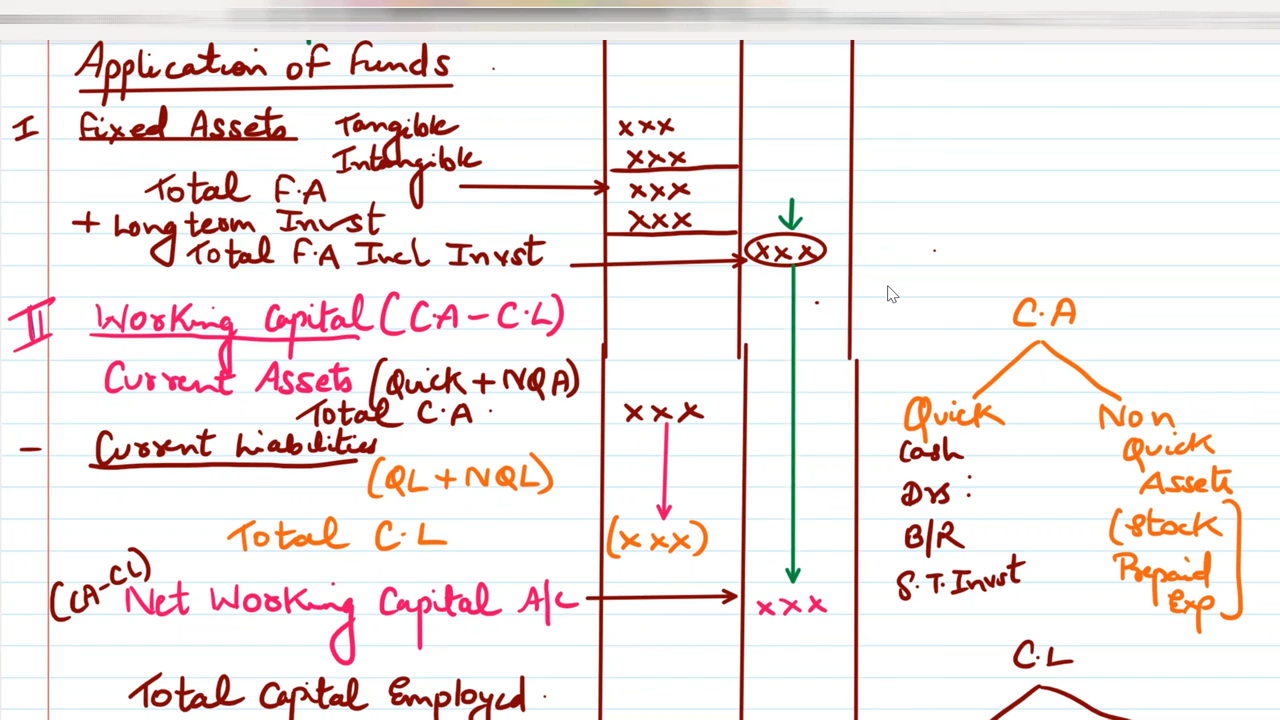 Application of Funds
I Fixed Assets Tangible xxx
Intangible xxx
Total F.A xxx
+ Long term Invst xxx
Total F.A Incl Invst xxx
II Working Capital (C.A - C.L)
Current Assets (Quick + NQA)
Total C.A. xxx
- Current Liabilities
(QL + NQL)
Total C.L (xxx)
(CA-CL)
Net Working Capital A/c xxx
Total Capital Employed
C.A
Quick
Cash
Drs :
B/R
S.T. Invst
Non
Quick
Assets
(Stock
Prepaid
Exp
C.L